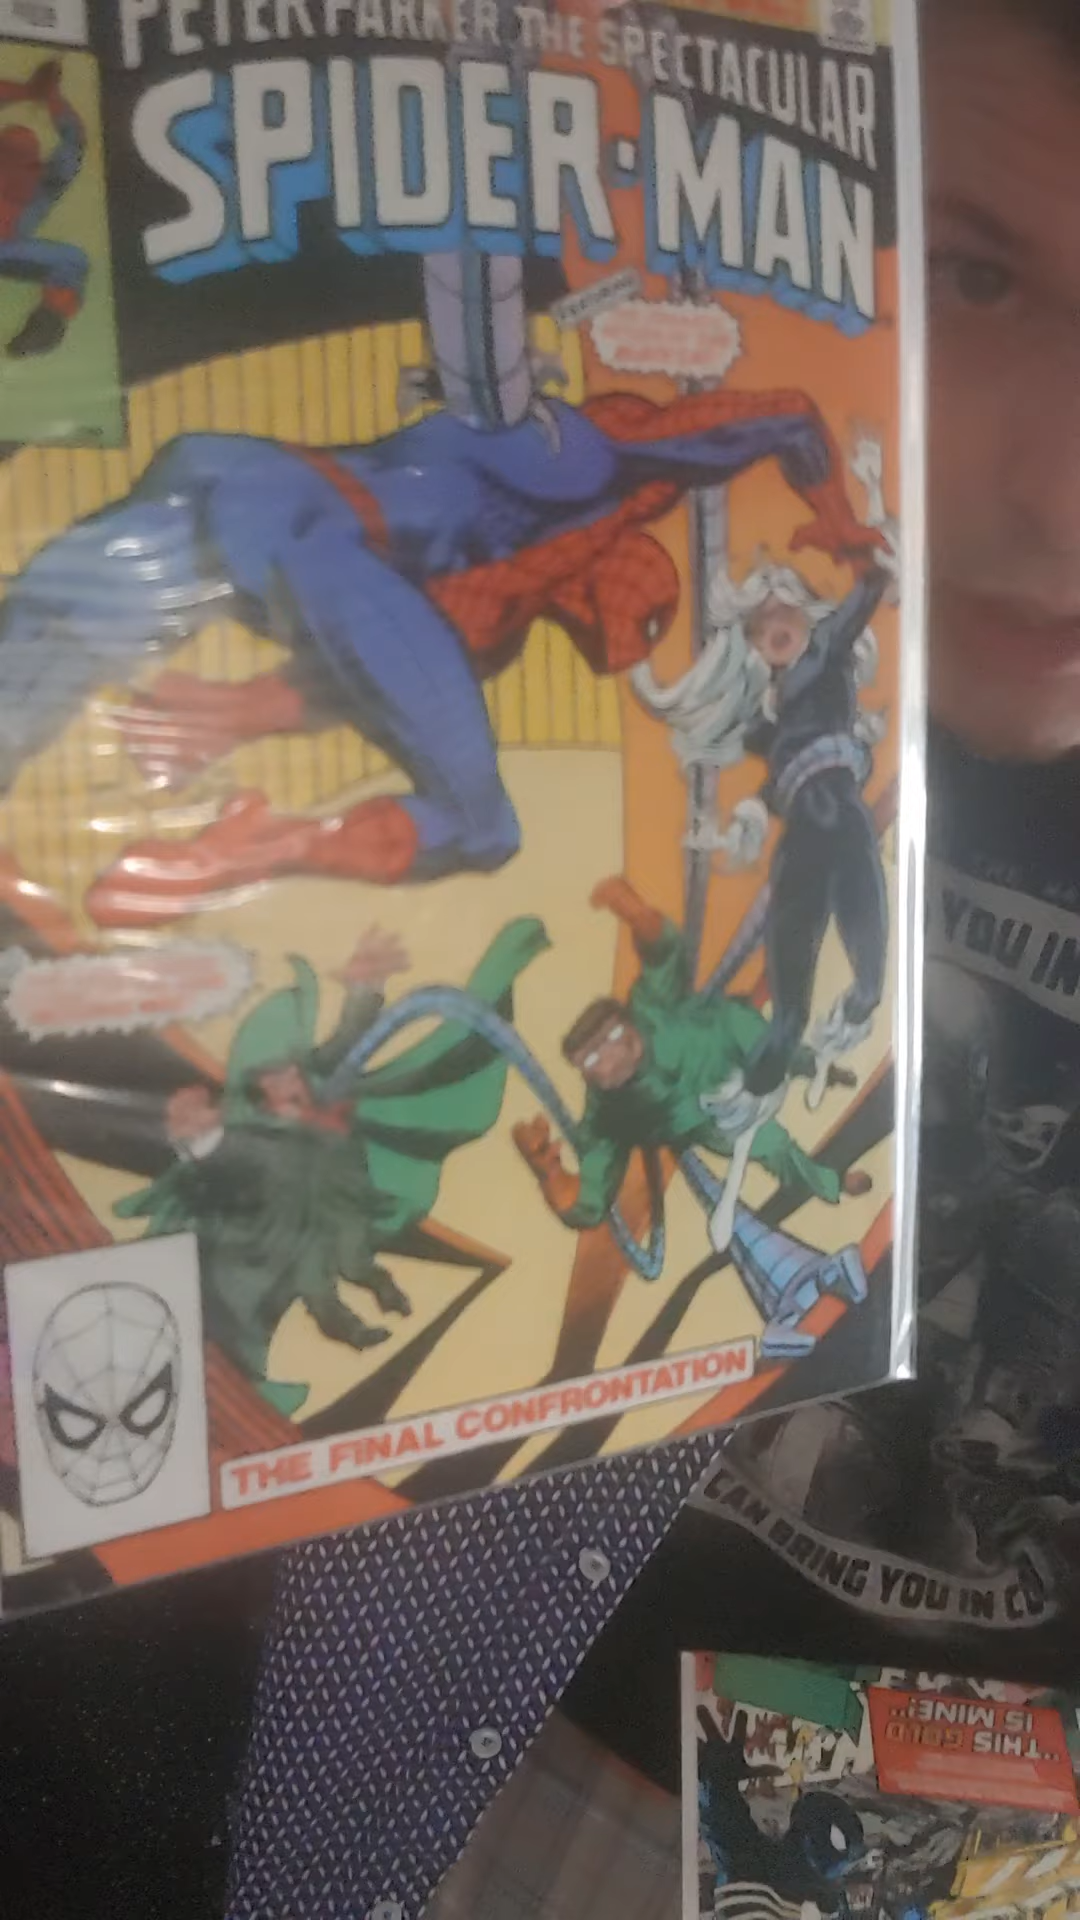 PETER PARKER THE SPECTACULAR
SPIDER-MAN
FEATURING
THE FINAL CONFRONTATION
YOU IN
CAN BRING YOU IN CO
"THIS GOLD
IS MINE!"